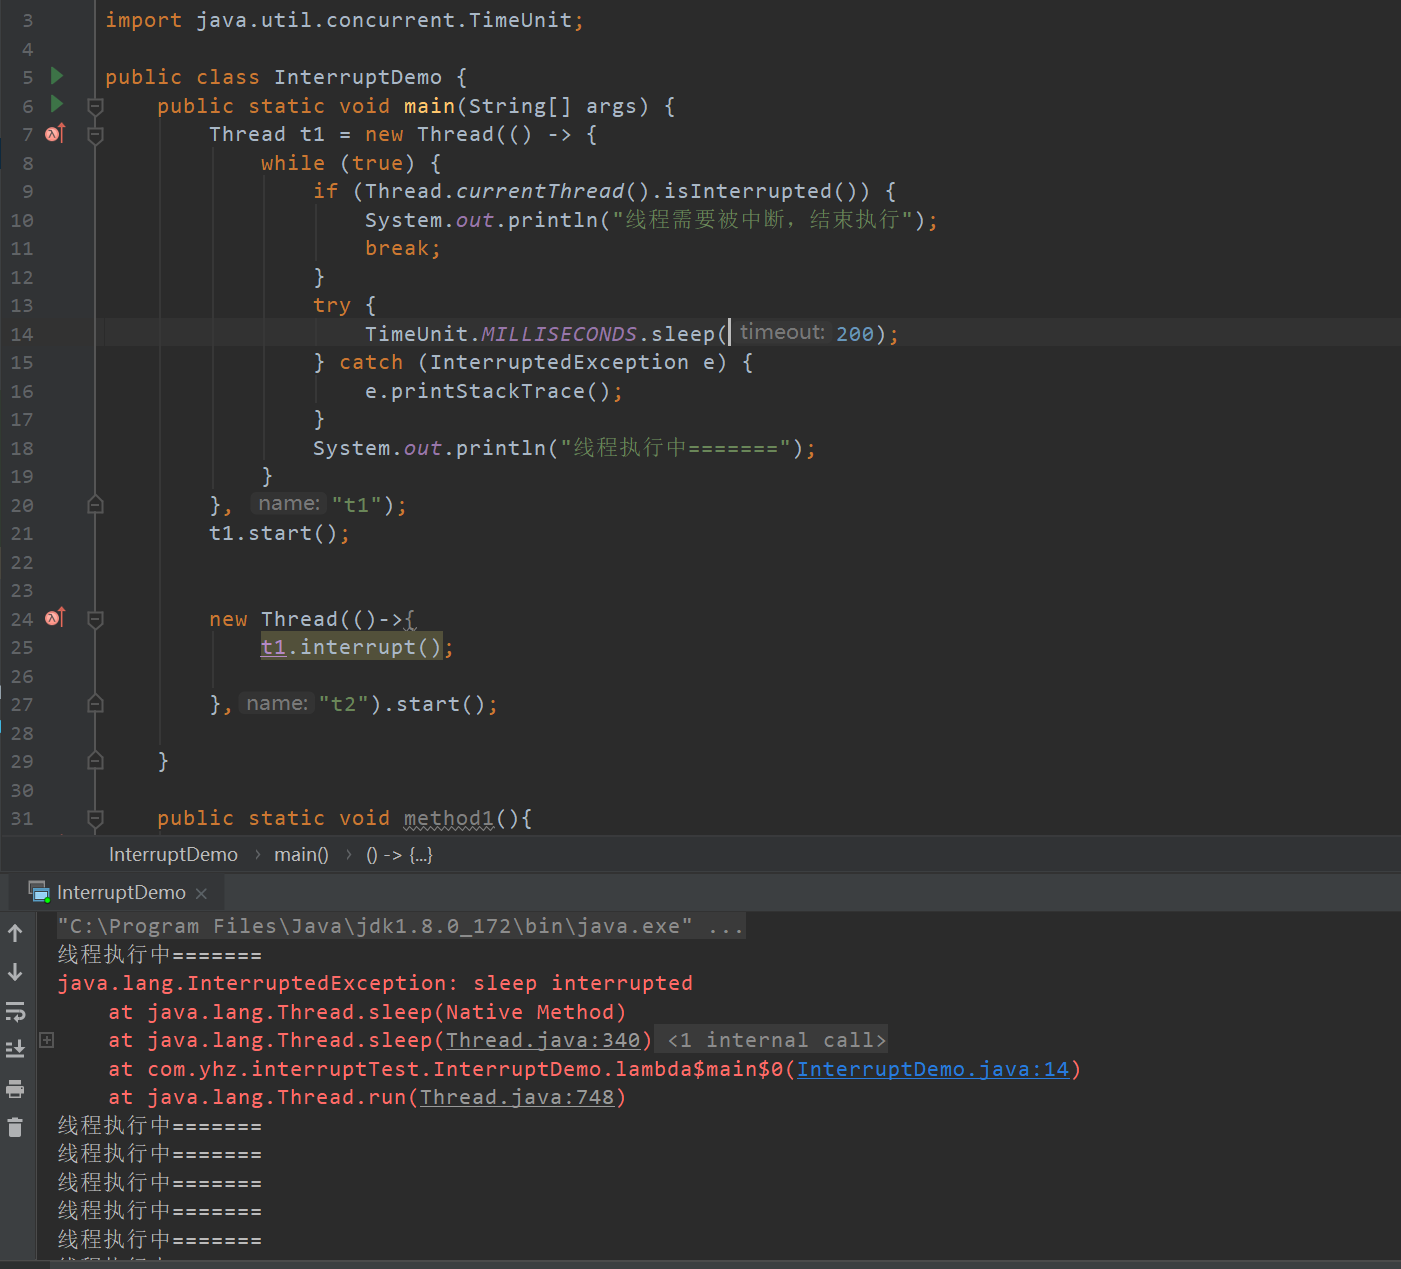 3 import java.util.concurrent.TimeUnit;
4
5 public class InterruptDemo {
6 public static void main(String[] args) {
7 Thread t1 = new Thread(() -> {
8 while (true) {
9 if (Thread.currentThread().isInterrupted()) {
10 System.out.println("线程需要被中断，结束执行");
11 break;
12 }
13 try {
14 TimeUnit.MILLISECONDS.sleep( timeout: 200);
15 } catch (InterruptedException e) {
16 e.printStackTrace();
17 }
18 System.out.println("线程执行中=======");
19 }
20 }, name: "t1");
21 t1.start();
22
23
24 new Thread(()->{
25 t1.interrupt();
26
27 }, name: "t2").start();
28
29 }
30
31 public static void method1(){
InterruptDemo › main() › () -> {...}
InterruptDemo ×
"C:\Program Files\Java\jdk1.8.0_172\bin\java.exe" ...
线程执行中=======
java.lang.InterruptedException: sleep interrupted
at java.lang.Thread.sleep(Native Method)
at java.lang.Thread.sleep(Thread.java:340) <1 internal call>
at com.yhz.interruptTest.InterruptDemo.lambda$main$0(InterruptDemo.java:14)
at java.lang.Thread.run(Thread.java:748)
线程执行中=======
线程执行中=======
线程执行中=======
线程执行中=======
线程执行中=======